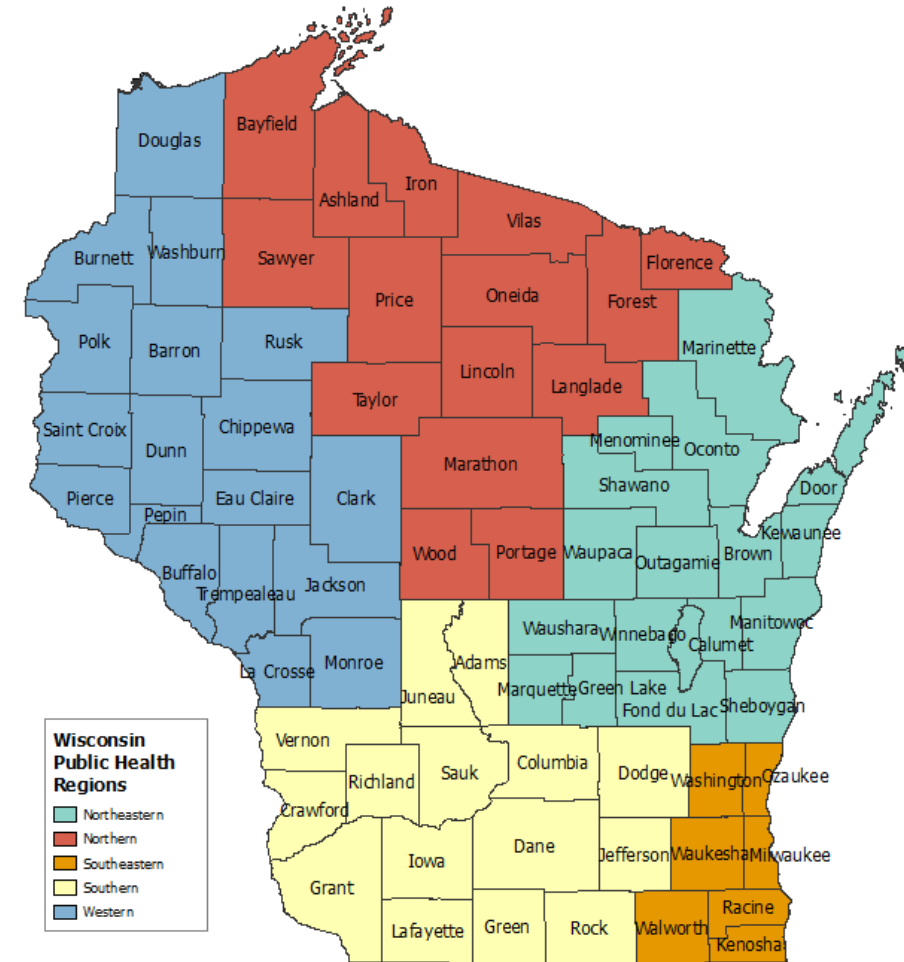 Bayfield
Douglas
Iron
Ashland
Vilas
Burnett
Washburn
Sawyer
Florence
Price
Oneida
Forest
Polk
Barron
Rusk
Marinette
Lincoln
Langlade
Taylor
Saint Croix
Chippewa
Menominee
Oconto
Dunn
Marathon
Shawano
Pierce
Eau Claire
Clark
Door
Pepin
Kewaunee
Wood
Portage
Waupaca
Outagamie
Brown
Buffalo
Trempealeau
Jackson
Waushara
Winnebago
Calumet
Manitowoc
La Crosse
Monroe
Adams
Juneau
Marquette
Green Lake
Fond du Lac
Sheboygan
Vernon
Richland
Sauk
Columbia
Dodge
Washington
Ozaukee
Crawford
Iowa
Dane
Jefferson
Waukesha
Milwaukee
Grant
Lafayette
Green
Rock
Walworth
Racine
Kenosha
Wisconsin
Public Health
Regions
Northeastern
Northern
Southeastern
Southern
Western